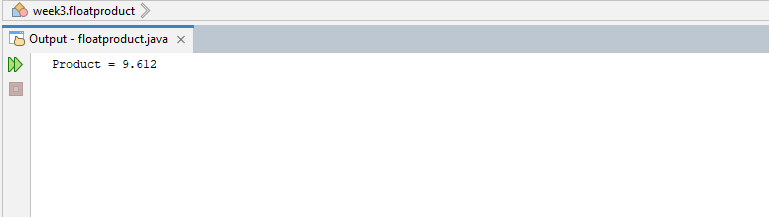 week3.floatproduct
Output - floatproduct.java
Product = 9.612